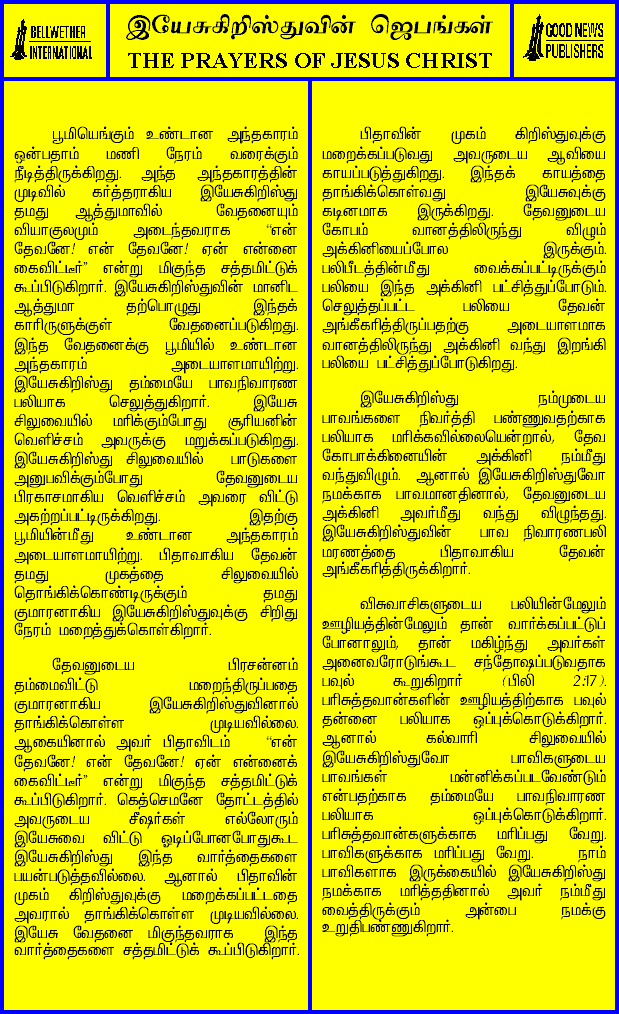 BELLWETHER
INTERNATIONAL
இயேசுகிறிஸ்துவின் ஜெபங்கள்
THE PRAYERS OF JESUS CHRIST
GOOD NEWS
PUBLISHERS
பூமியெங்கும் உண்டான அந்தகாரம்
ஒன்பதாம் மணி நேரம் வரைக்கும்
நீடித்திருக்கிறது. அந்த அந்தகாரத்தின்
முடிவில் கர்த்தராகிய இயேசுகிறிஸ்து
தமது ஆத்துமாவில் வேதனையும்
வியாகுலமும் அடைந்தவராக “என்
தேவனே! என் தேவனே! ஏன் என்னை
கைவிட்டீர்” என்று மிகுந்த சத்தமிட்டுக்
கூப்பிடுகிறார். இயேசுகிறிஸ்துவின் மானிட
ஆத்துமா தற்பொழுது இந்தக்
காரிருளுக்குள் வேதனைப்படுகிறது.
இந்த வேதனைக்கு பூமியில் உண்டான
அந்தகாரம் அடையாளமாயிற்று.
இயேசுகிறிஸ்து தம்மையே பாவநிவாரண
பலியாக செலுத்துகிறார். இயேசு
சிலுவையில் மரிக்கும்போது சூரியனின்
வெளிச்சம் அவருக்கு மறுக்கப்படுகிறது.
இயேசுகிறிஸ்து சிலுவையில் பாடுகளை
அனுபவிக்கும்போது தேவனுடைய
பிரகாசமாகிய வெளிச்சம் அவரை விட்டு
அகற்றப்பட்டிருக்கிறது. இதற்கு
பூமியின்மீது உண்டான அந்தகாரம்
அடையாளமாயிற்று. பிதாவாகிய தேவன்
தமது முகத்தை சிலுவையில்
தொங்கிக்கொண்டிருக்கும் தமது
குமாரனாகிய இயேசுகிறிஸ்துவுக்கு சிறிது
நேரம் மறைத்துக்கொள்கிறார்.
தேவனுடைய பிரசன்னம்
தம்மைவிட்டு மறைந்திருப்பதை
குமாரனாகிய இயேசுகிறிஸ்துவினால்
தாங்கிக்கொள்ள முடியவில்லை.
ஆகையினால் அவர் பிதாவிடம் “என்
தேவனே! என் தேவனே! ஏன் என்னைக்
கைவிட்டீர்” என்று மிகுந்த சத்தமிட்டுக்
கூப்பிடுகிறார். கெத்செமனே தோட்டத்தில்
அவருடைய சீஷர்கள் எல்லோரும்
இயேசுவை விட்டு ஓடிப்போனபோதுகூட
இயேசுகிறிஸ்து இந்த வார்த்தைகளை
பயன்படுத்தவில்லை. ஆனால் பிதாவின்
முகம் கிறிஸ்துவுக்கு மறைக்கப்பட்டதை
அவரால் தாங்கிக்கொள்ள முடியவில்லை.
இயேசு வேதனை மிகுந்தவராக இந்த
வார்த்தைகளை சத்தமிட்டுக் கூப்பிடுகிறார்.
பிதாவின் முகம் கிறிஸ்துவுக்கு
மறைக்கப்படுவது அவருடைய ஆவியை
காயப்படுத்துகிறது. இந்தக் காயத்தை
தாங்கிக்கொள்வது இயேசுவுக்கு
கடினமாக இருக்கிறது. தேவனுடைய
கோபம் வானத்திலிருந்து விழும்
அக்கினியைப்போல இருக்கும்.
பலிபீடத்தின்மீது வைக்கப்பட்டிருக்கும்
பலியை இந்த அக்கினி பட்சித்துப்போடும்.
செலுத்தப்பட்ட பலியை தேவன்
அங்கீகரித்திருப்பதற்கு அடையாளமாக
வானத்திலிருந்து அக்கினி வந்து இறங்கி
பலியை பட்சித்துப்போடுகிறது.
இயேசுகிறிஸ்து நம்முடைய
பாவங்களை நிவர்த்தி பண்ணுவதற்காக
பலியாக மரிக்கவில்லையென்றால், தேவ
கோபாக்கினையின் அக்கினி நம்மீது
வந்துவிழும். ஆனால் இயேசுகிறிஸ்துவோ
நமக்காக பாவமானதினால், தேவனுடைய
அக்கினி அவர்மீது வந்து விழுந்தது.
இயேசுகிறிஸ்துவின் பாவ நிவாரணபலி
மரணத்தை பிதாவாகிய தேவன்
அங்கீகரித்திருக்கிறார்.
விசுவாசிகளுடைய பலியின்மேலும்
ஊழியத்தின்மேலும் தான் வார்க்கப்பட்டுப்
போனாலும், தான் மகிழ்ந்து அவர்கள்
அனைவரோடுங்கூட சந்தோஷப்படுவதாக
பவுல் கூறுகிறார் (பிலி 2:17).
பரிசுத்தவான்களின் ஊழியத்திற்காக பவுல்
தன்னை பலியாக ஒப்புக்கொடுக்கிறார்.
ஆனால் கல்வாரி சிலுவையில்
இயேசுகிறிஸ்துவோ பாவிகளுடைய
பாவங்கள் மன்னிக்கப்படவேண்டும்
என்பதற்காக தம்மையே பாவநிவாரண
பலியாக ஒப்புக்கொடுக்கிறார்.
பரிசுத்தவான்களுக்காக மரிப்பது வேறு.
பாவிகளுக்காக மரிப்பது வேறு. நாம்
பாவிகளாக இருக்கையில் இயேசுகிறிஸ்து
நமக்காக மரித்ததினால் அவர் நம்மீது
வைத்திருக்கும் அன்பை நமக்கு
உறுதிபண்ணுகிறார்.